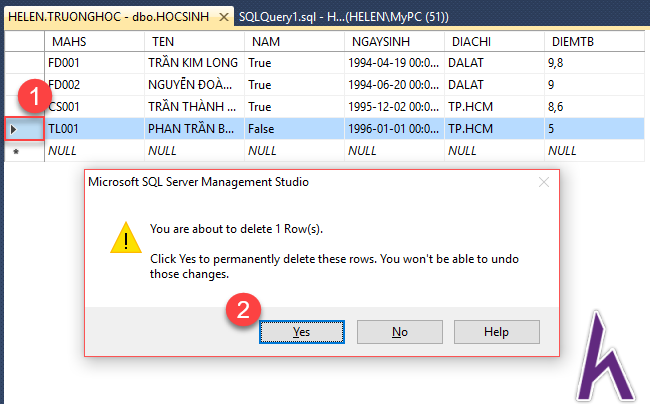 HELEN.TRUONGHOC - dbo.HOCSINH SQLQuery1.sql - H...(HELEN\MyPC (51))
MAHS TEN NAM NGAYSINH DIACHI DIEMTB
FD001 TRẦN KIM LONG True 1994-04-19 00:0... DALAT 9,8
FD002 NGUYỄN ĐOÀ... True 1994-06-20 00:0... DALAT 9
CS001 TRẦN THÀNH ... True 1995-12-02 00:0... TP.HCM 8,6
1
TL001 PHAN TRẦN B... False 1996-01-01 00:0... TP.HCM 5
NULL NULL NULL NULL NULL NULL
Microsoft SQL Server Management Studio
You are about to delete 1 Row(s).
Click Yes to permanently delete these rows. You won't be able to undo
those changes.
2
Yes No Help